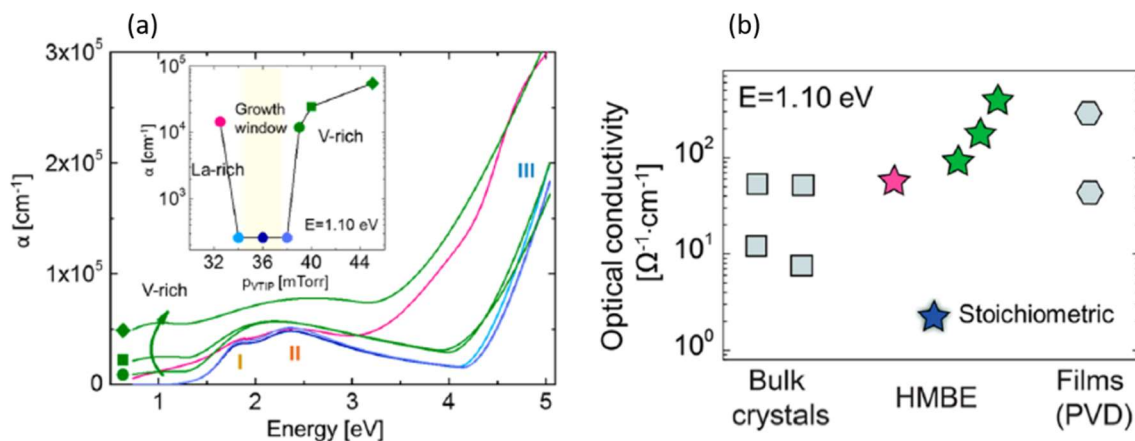 (a)
(b)
3x10⁵
2x10⁵
1x10⁵
0
α [cm⁻¹]
10⁵
10⁴
10³
α [cm⁻¹]
Growth
window
V-rich
La-rich
E=1.10 eV
32 36 40 44
pVTIP [mTorr]
V-rich
I
II
III
1 2 3 4 5
Energy [eV]
Optical conductivity
[Ω⁻¹·cm⁻¹]
E=1.10 eV
10²
10¹
10⁰
Stoichiometric
Bulk
crystals
HMBE
Films
(PVD)